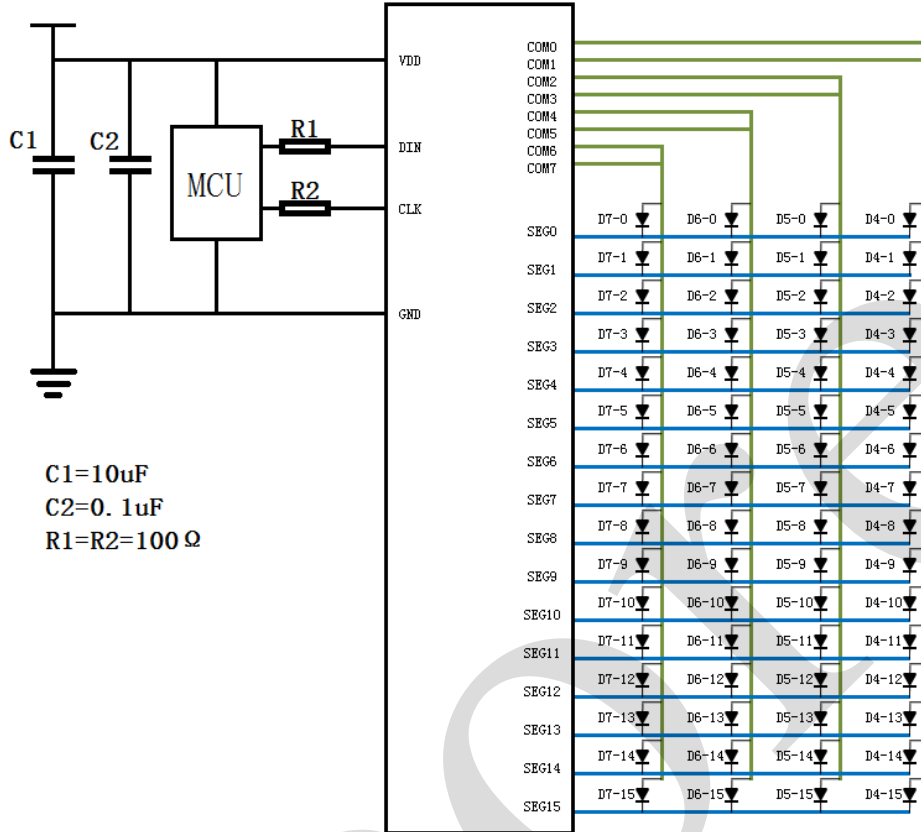 COM0
COM1
COM2
COM3
COM4
COM5
COM6
COM7
VDD
DIN
CLK
GND
C1
C2
MCU
R1
R2
C1=10uF
C2=0.1uF
R1=R2=100Ω
D7-0 D6-0 D5-0 D4-0
SEG0
D7-1 D6-1 D5-1 D4-1
SEG1
D7-2 D6-2 D5-2 D4-2
SEG2
D7-3 D6-3 D5-3 D4-3
SEG3
D7-4 D6-4 D5-4 D4-4
SEG4
D7-5 D6-5 D5-5 D4-5
SEG5
D7-6 D6-6 D5-6 D4-6
SEG6
D7-7 D6-7 D5-7 D4-7
SEG7
D7-8 D6-8 D5-8 D4-8
SEG8
D7-9 D6-9 D5-9 D4-9
SEG9
D7-10 D6-10 D5-10 D4-10
SEG10
D7-11 D6-11 D5-11 D4-11
SEG11
D7-12 D6-12 D5-12 D4-12
SEG12
D7-13 D6-13 D5-13 D4-13
SEG13
D7-14 D6-14 D5-14 D4-14
SEG14
D7-15 D6-15 D5-15 D4-15
SEG15